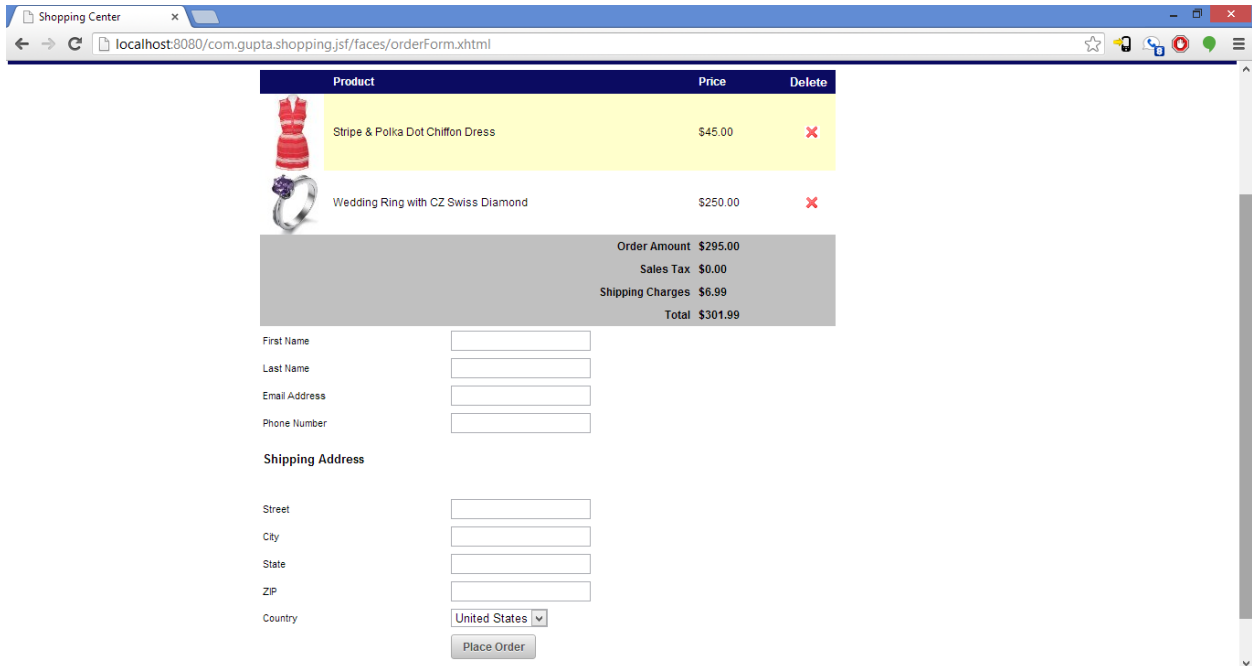 Shopping Center
localhost:8080/com.gupta.shopping.jsf/faces/orderForm.xhtml
Product Price Delete
Stripe & Polka Dot Chiffon Dress $45.00
Wedding Ring with CZ Swiss Diamond $250.00
Order Amount $295.00
Sales Tax $0.00
Shipping Charges $6.99
Total $301.99
First Name
Last Name
Email Address
Phone Number
Shipping Address
Street
City
State
ZIP
Country United States
Place Order